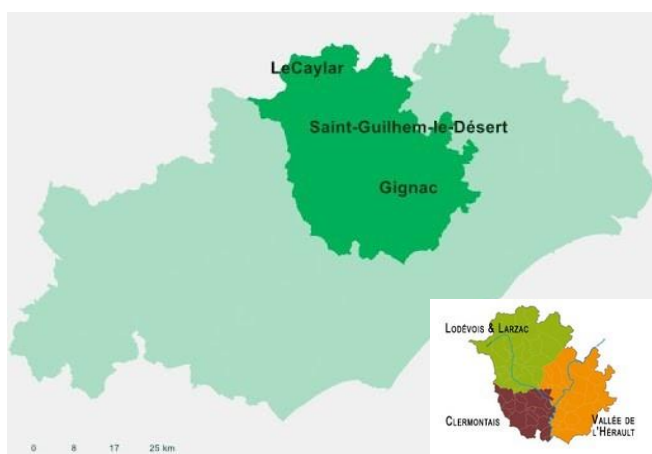 LeCaylar
Saint-Guilhem-le-Désert
Gignac
LODÉVOIS & LARZAC
CLERMONTAIS
VALLÉE DE
L'HÉRAULT
0 8 17 25 km